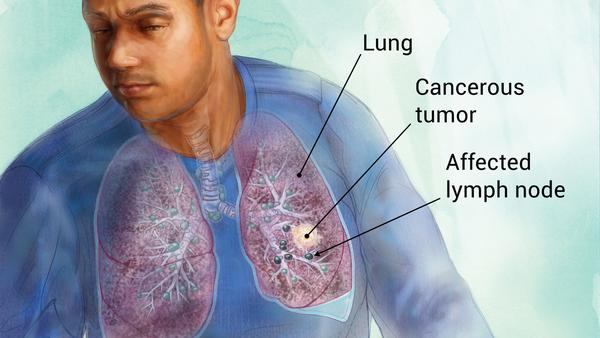 Lung
Cancerous
tumor
Affected
lymph node